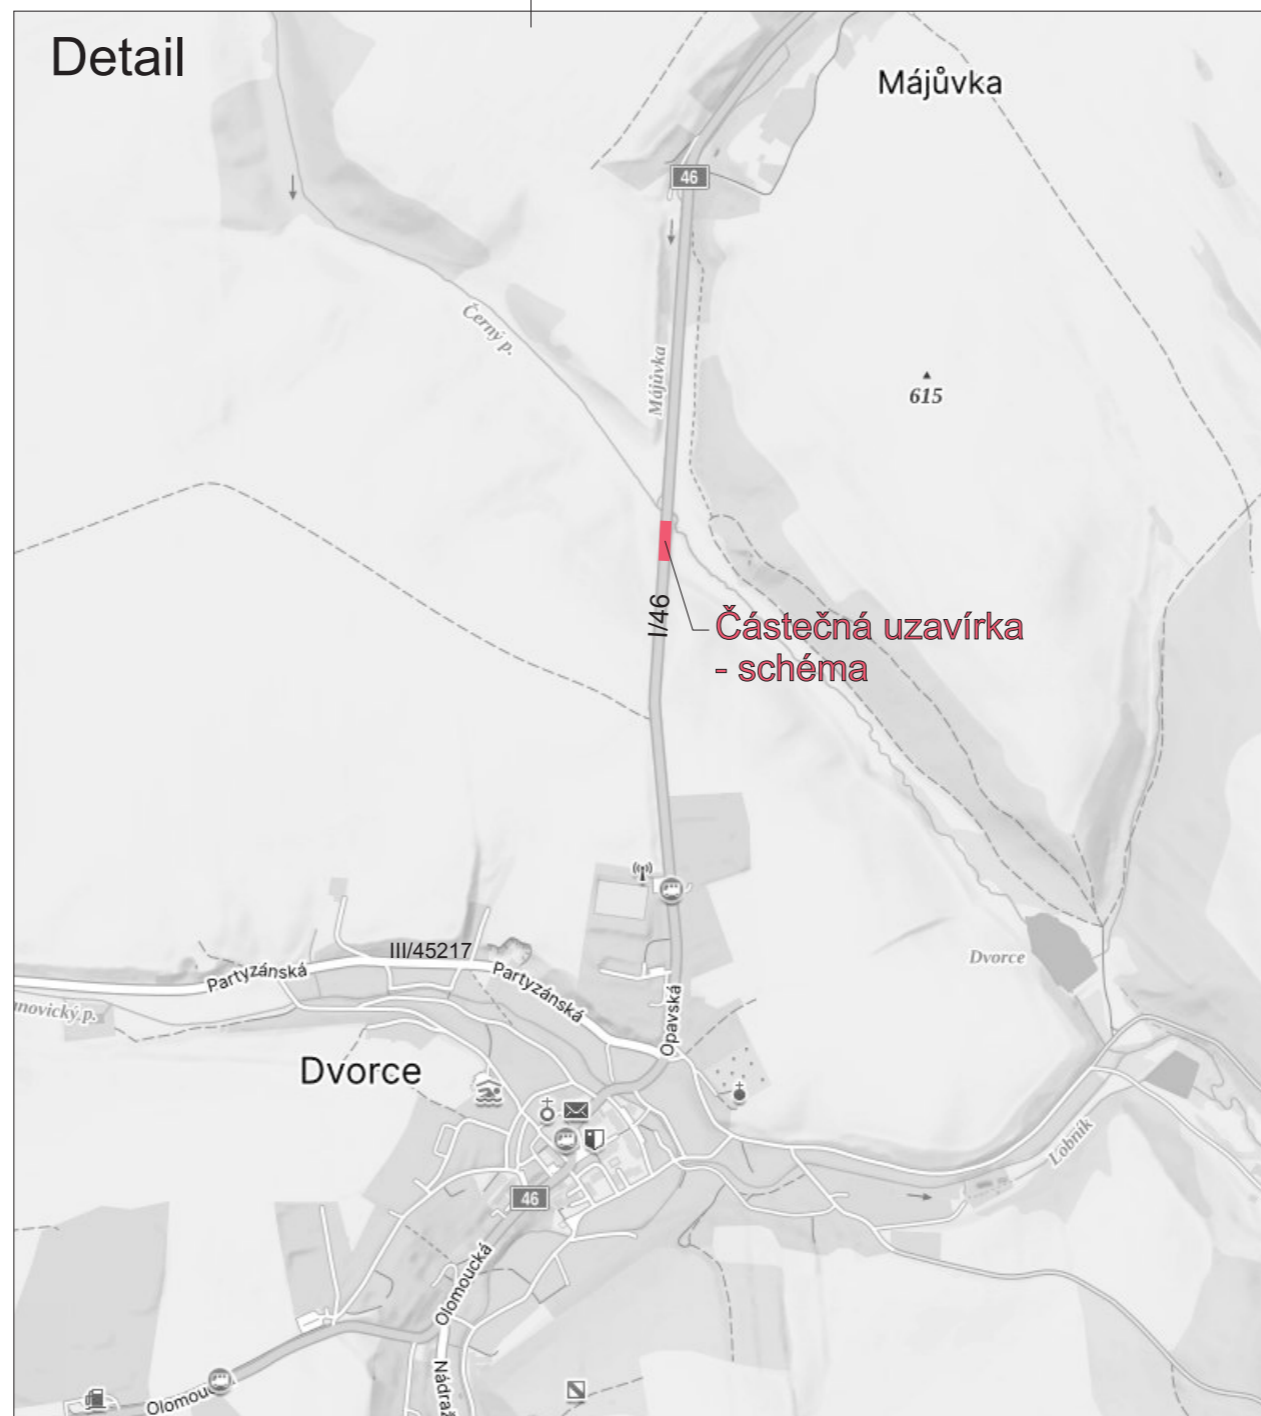 Detail
Májůvka
46
Černý p.
Májůvka
615
I/46
Částečná uzavírka
- schéma
III/45217
Partyzánská
Partyzánská
Opavská
Dvorce
novický p.
Dvorce
Lobník
46
Olomoucká
Olomouc
Nádraž